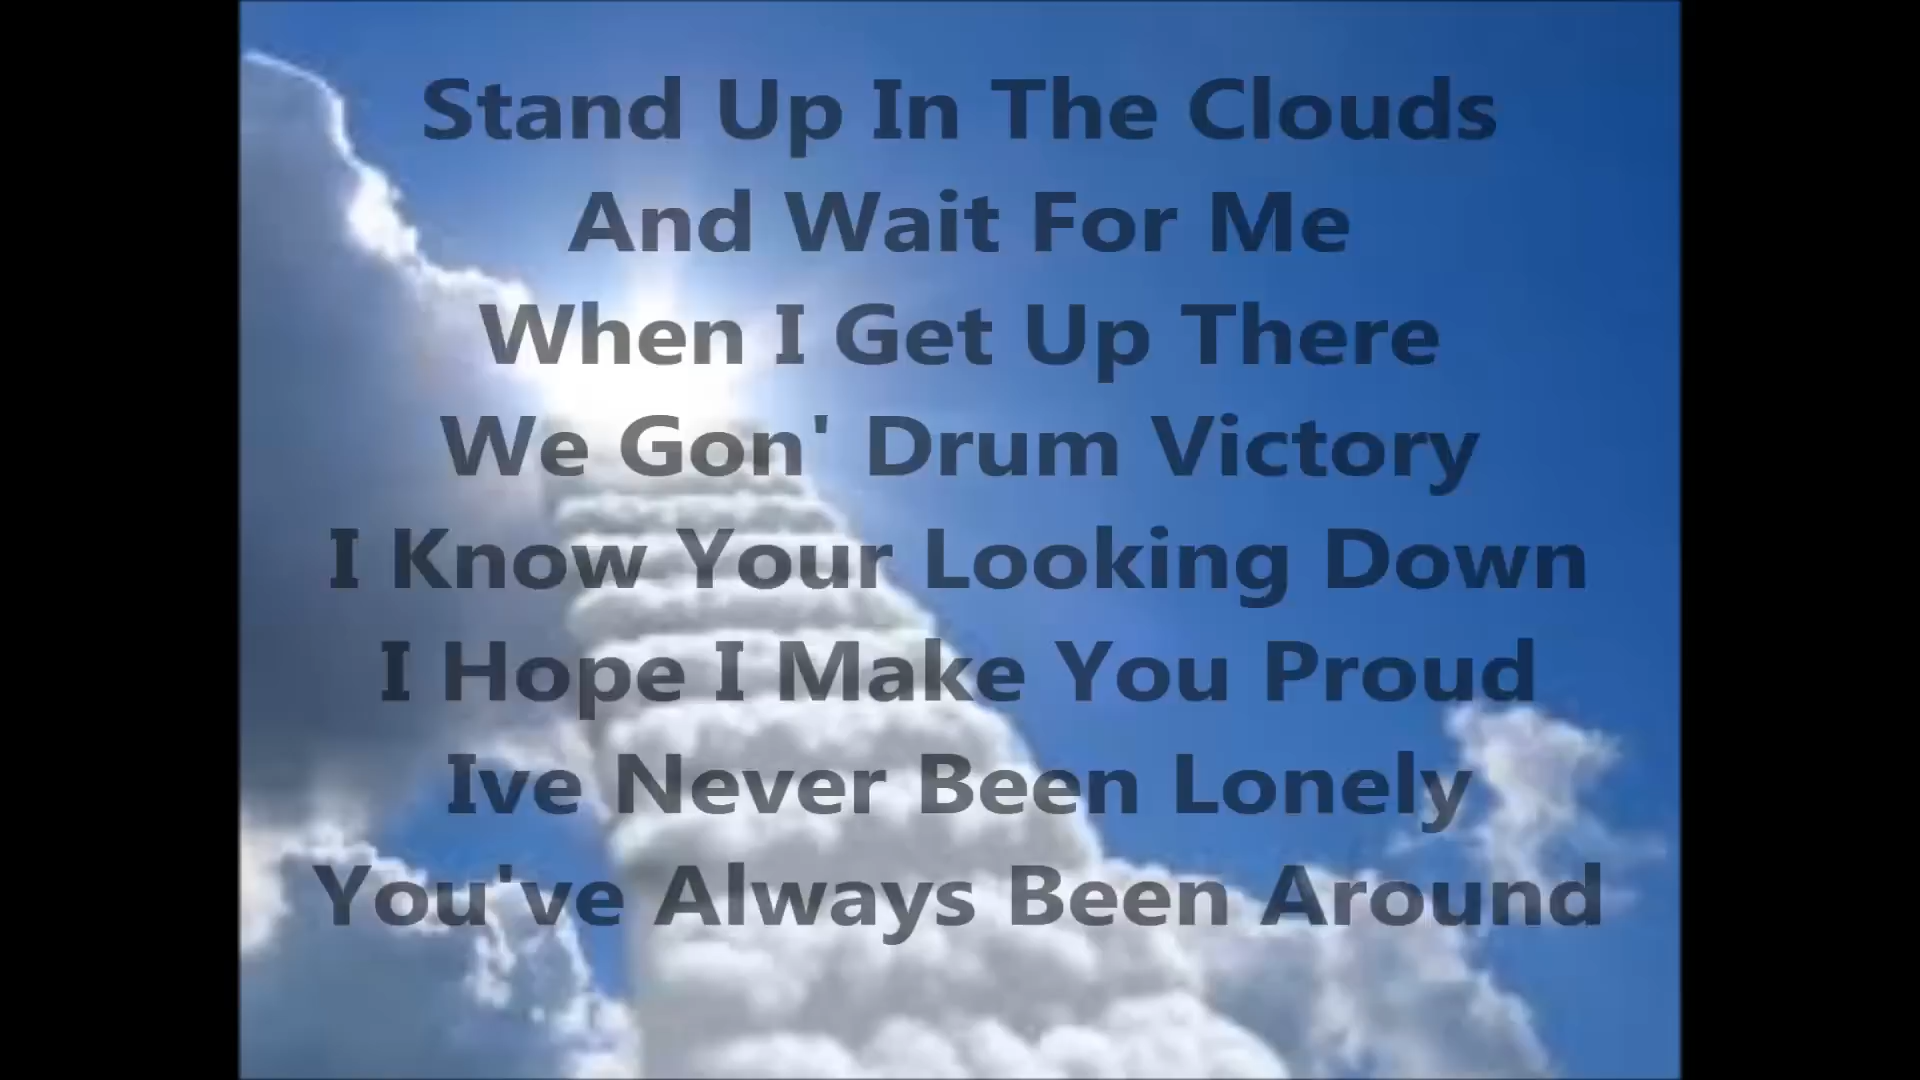 Stand Up In The Clouds
And Wait For Me
When I Get Up There
We Gon' Drum Victory
I Know Your Looking Down
I Hope I Make You Proud
Ive Never Been Lonely
You've Always Been Around